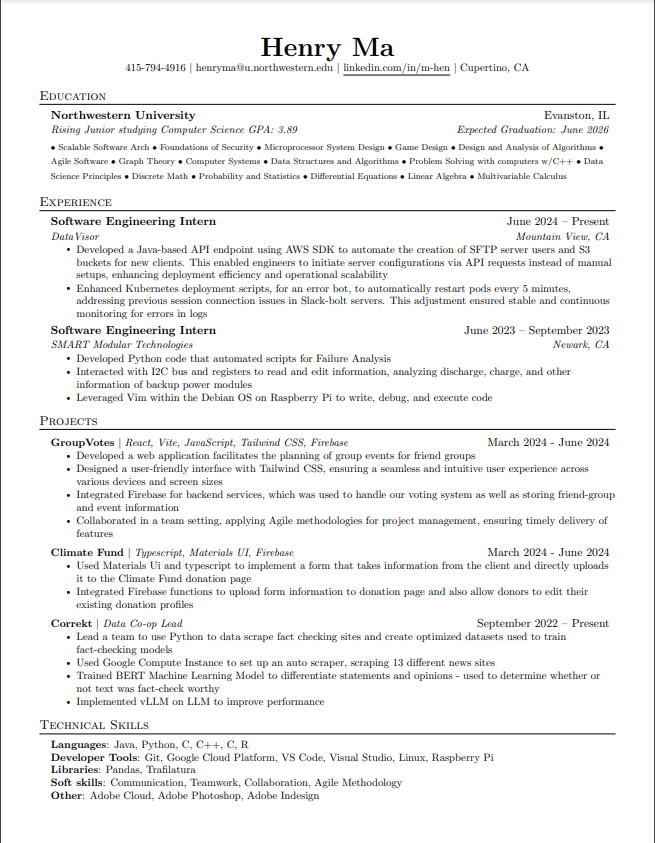 Henry Ma
415-794-4916 | henryma@u.northwestern.edu | linkedin.com/in/m-hen | Cupertino, CA
Education
Northwestern University Evanston, IL
Rising Junior studying Computer Science GPA: 3.89 Expected Graduation: June 2026
• Scalable Software Arch • Foundations of Security • Microprocessor System Design • Game Design • Design and Analysis of Algorithms •
Agile Software • Graph Theory • Computer Systems • Data Structures and Algorithms • Problem Solving with computers w/C++ • Data
Science Principles • Discrete Math • Probability and Statistics • Differential Equations • Linear Algebra • Multivariable Calculus
Experience
Software Engineering Intern June 2024 – Present
DataVisor Mountain View, CA
• Developed a Java-based API endpoint using AWS SDK to automate the creation of SFTP server users and S3
buckets for new clients. This enabled engineers to initiate server configurations via API requests instead of manual
setups, enhancing deployment efficiency and operational scalability
• Enhanced Kubernetes deployment scripts, for an error bot, to automatically restart pods every 5 minutes,
addressing previous session connection issues in Slack-bolt servers. This adjustment ensured stable and continuous
monitoring for errors in logs
Software Engineering Intern June 2023 – September 2023
SMART Modular Technologies Newark, CA
• Developed Python code that automated scripts for Failure Analysis
• Interacted with I2C bus and registers to read and edit information, analyzing discharge, charge, and other
information of backup power modules
• Leveraged Vim within the Debian OS on Raspberry Pi to write, debug, and execute code
Projects
GroupVotes | React, Vite, JavaScript, Tailwind CSS, Firebase March 2024 - June 2024
• Developed a web application facilitates the planning of group events for friend groups
• Designed a user-friendly interface with Tailwind CSS, ensuring a seamless and intuitive user experience across
various devices and screen sizes
• Integrated Firebase for backend services, which was used to handle our voting system as well as storing friend-group
and event information
• Collaborated in a team setting, applying Agile methodologies for project management, ensuring timely delivery of
features
Climate Fund | Typescript, Materials UI, Firebase March 2024 - June 2024
• Used Materials Ui and typescript to implement a form that takes information from the client and directly uploads
it to the Climate Fund donation page
• Integrated Firebase functions to upload form information to donation page and also allow donors to edit their
existing donation profiles
Correkt | Data Co-op Lead September 2022 – Present
• Lead a team to use Python to data scrape fact checking sites and create optimized datasets used to train
fact-checking models
• Used Google Compute Instance to set up an auto scraper, scraping 13 different news sites
• Trained BERT Machine Learning Model to differentiate statements and opinions - used to determine whether or
not text was fact-check worthy
• Implemented vLLM on LLM to improve performance
Technical Skills
Languages: Java, Python, C, C++, C, R
Developer Tools: Git, Google Cloud Platform, VS Code, Visual Studio, Linux, Raspberry Pi
Libraries: Pandas, Trafilatura
Soft skills: Communication, Teamwork, Collaboration, Agile Methodology
Other: Adobe Cloud, Adobe Photoshop, Adobe Indesign